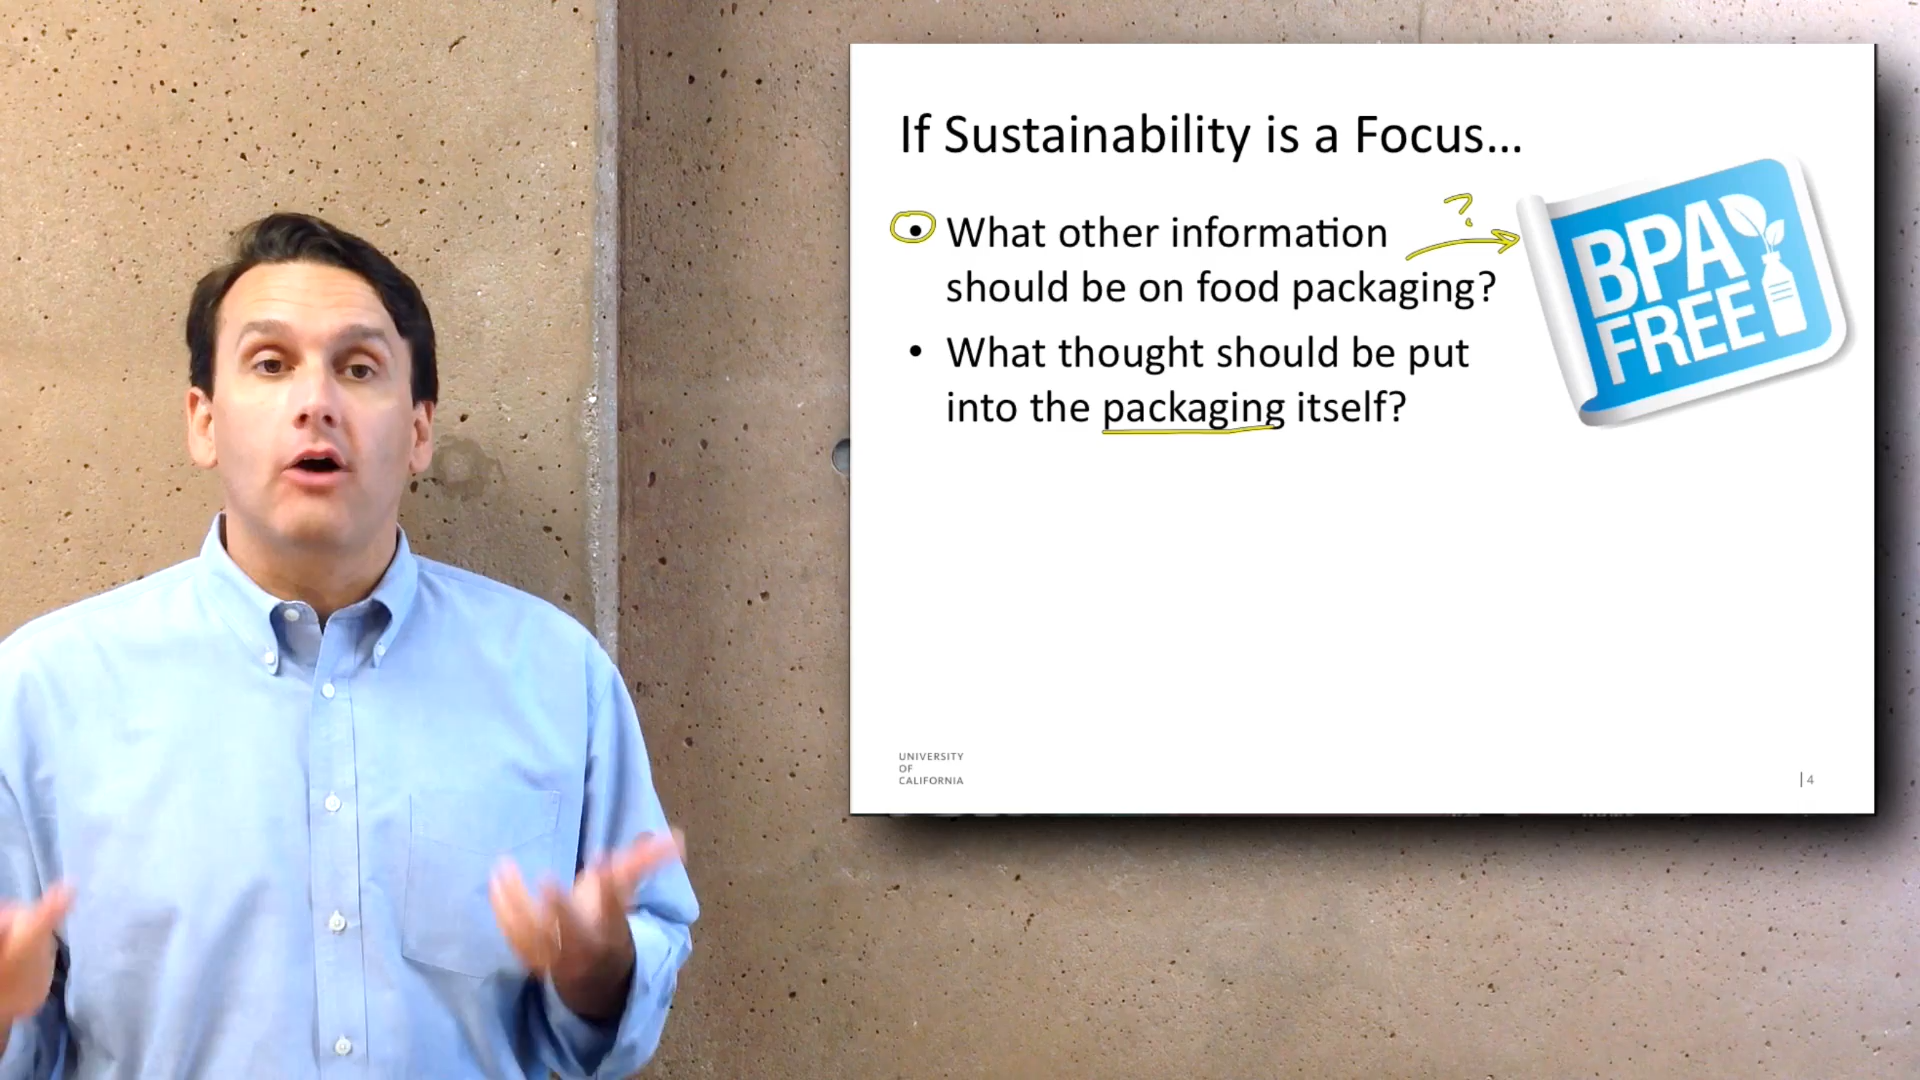 If Sustainability is a Focus...
• What other information
should be on food packaging?
• What thought should be put
into the packaging itself?
?
BPA
FREE
UNIVERSITY
OF
CALIFORNIA
| 4